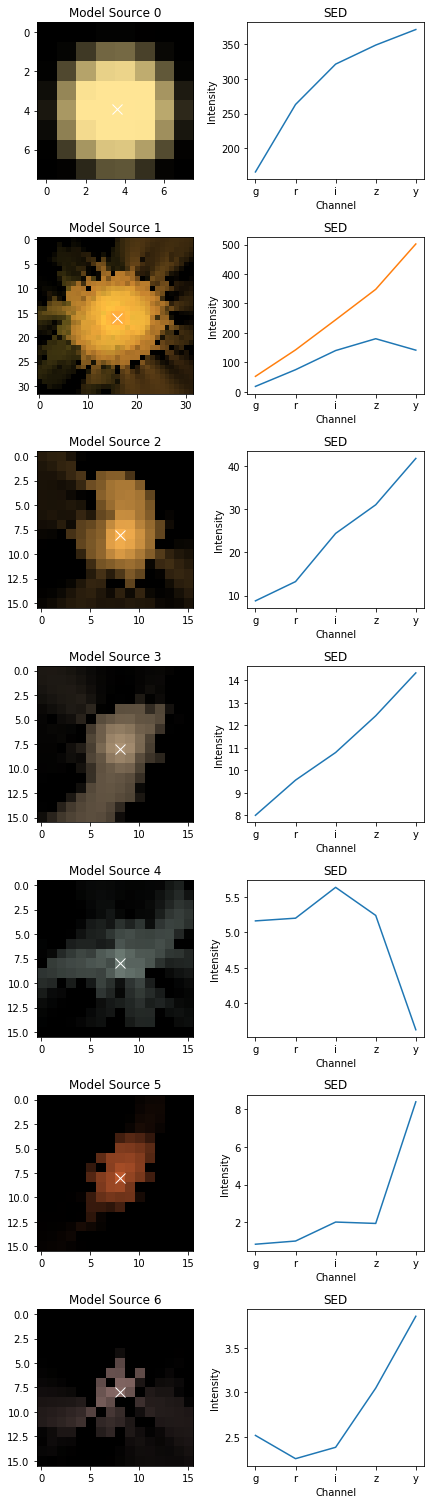 Model Source 0 SED
0
2
4
6
0 2 4 6
Intensity
350
300
250
200
g r i z y
Channel
Model Source 1 SED
0
5
10
15
20
25
30
0 10 20 30
Intensity
500
400
300
200
100
0
g r i z y
Channel
Model Source 2 SED
0.0
2.5
5.0
7.5
10.0
12.5
15.0
0 5 10 15
Intensity
40
30
20
10
g r i z y
Channel
Model Source 3 SED
0.0
2.5
5.0
7.5
10.0
12.5
15.0
0 5 10 15
Intensity
14
13
12
11
10
9
8
g r i z y
Channel
Model Source 4 SED
0.0
2.5
5.0
7.5
10.0
12.5
15.0
0 5 10 15
Intensity
5.5
5.0
4.5
4.0
g r i z y
Channel
Model Source 5 SED
0.0
2.5
5.0
7.5
10.0
12.5
15.0
0 5 10 15
Intensity
8
6
4
2
g r i z y
Channel
Model Source 6 SED
0.0
2.5
5.0
7.5
10.0
12.5
15.0
0 5 10 15
Intensity
3.5
3.0
2.5
g r i z y
Channel